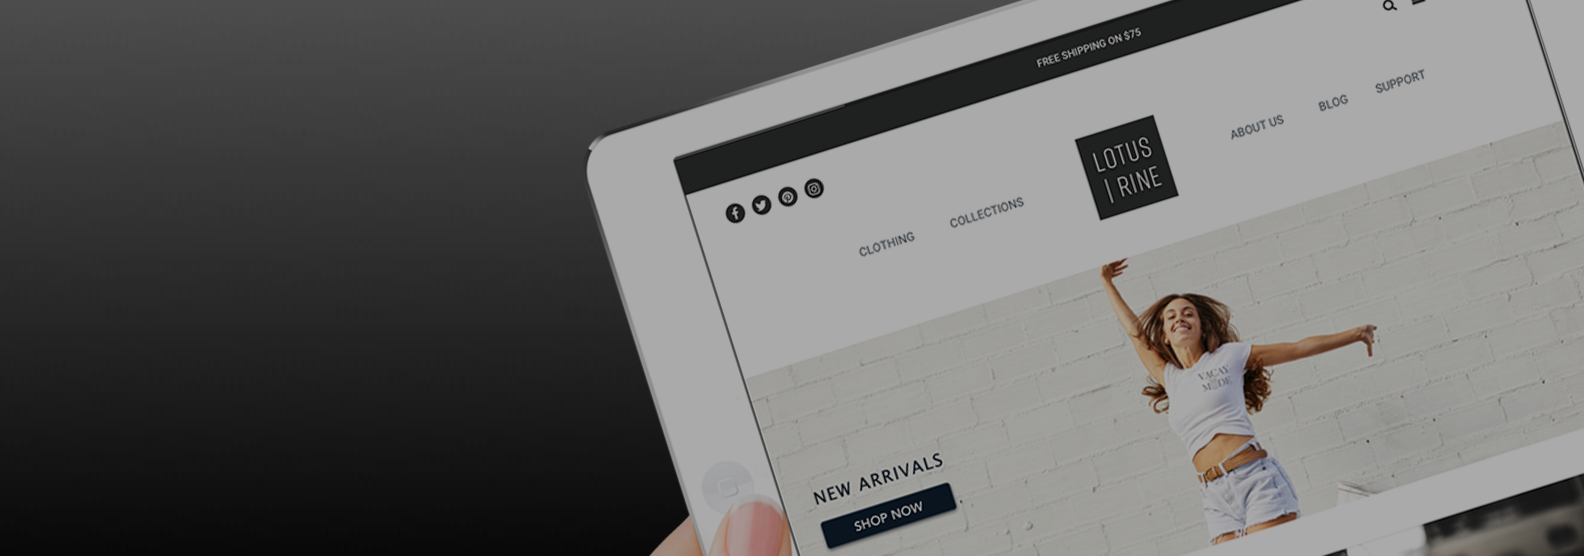 FREE SHIPPING ON $75
CLOTHING
COLLECTIONS
LOTUS
| RINE
ABOUT US
BLOG
SUPPORT
VACAY
MODE
NEW ARRIVALS
SHOP NOW